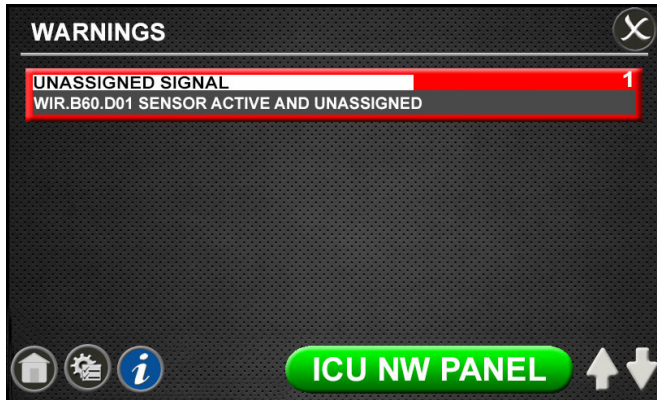 WARNINGS
UNASSIGNED SIGNAL 1
WIR.B60.D01 SENSOR ACTIVE AND UNASSIGNED
i
ICU NW PANEL